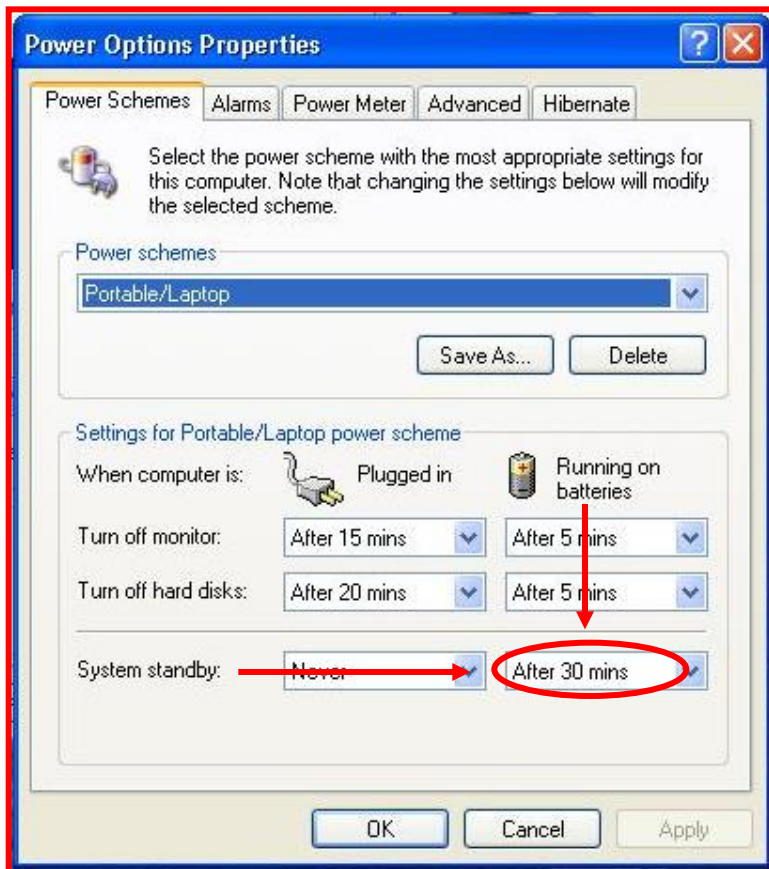 Power Options Properties
Power Schemes Alarms Power Meter Advanced Hibernate
Select the power scheme with the most appropriate settings for
this computer. Note that changing the settings below will modify
the selected scheme.
Power schemes
Portable/Laptop
Save As... Delete
Settings for Portable/Laptop power scheme
When computer is: Plugged in Running on
batteries
Turn off monitor: After 15 mins After 5 mins
Turn off hard disks: After 20 mins After 5 mins
System standby: Never After 30 mins
OK Cancel Apply